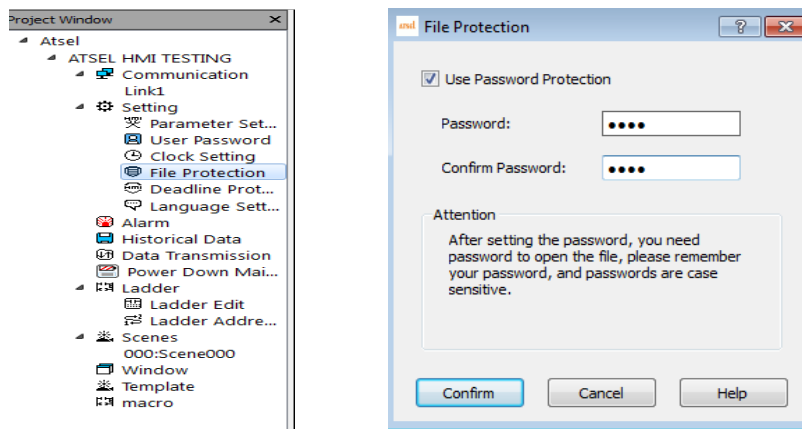 Project Window
Atsel
ATSEL HMI TESTING
Communication
Link1
Setting
Parameter Set...
User Password
Clock Setting
File Protection
Deadline Prot...
Language Sett...
Alarm
Historical Data
Data Transmission
Power Down Mai...
Ladder
Ladder Edit
Ladder Addre...
Scenes
000:Scene000
Window
Template
macro
File Protection
Use Password Protection
Password:
Confirm Password:
Attention
After setting the password, you need
password to open the file, please remember
your password, and passwords are case
sensitive.
Confirm
Cancel
Help